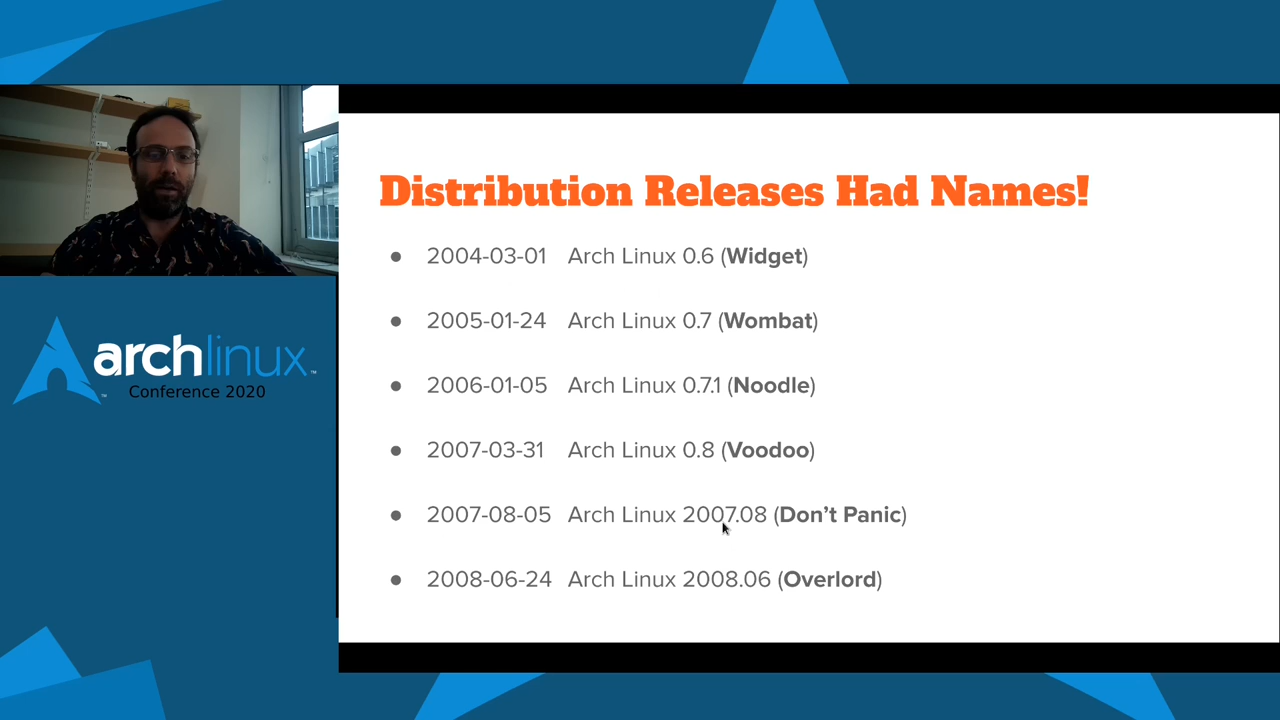 Distribution Releases Had Names!
● 2004-03-01 Arch Linux 0.6 (Widget)
● 2005-01-24 Arch Linux 0.7 (Wombat)
● 2006-01-05 Arch Linux 0.7.1 (Noodle)
● 2007-03-31 Arch Linux 0.8 (Voodoo)
● 2007-08-05 Arch Linux 2007.08 (Don’t Panic)
● 2008-06-24 Arch Linux 2008.06 (Overlord)
archlinux™
™
Conference 2020